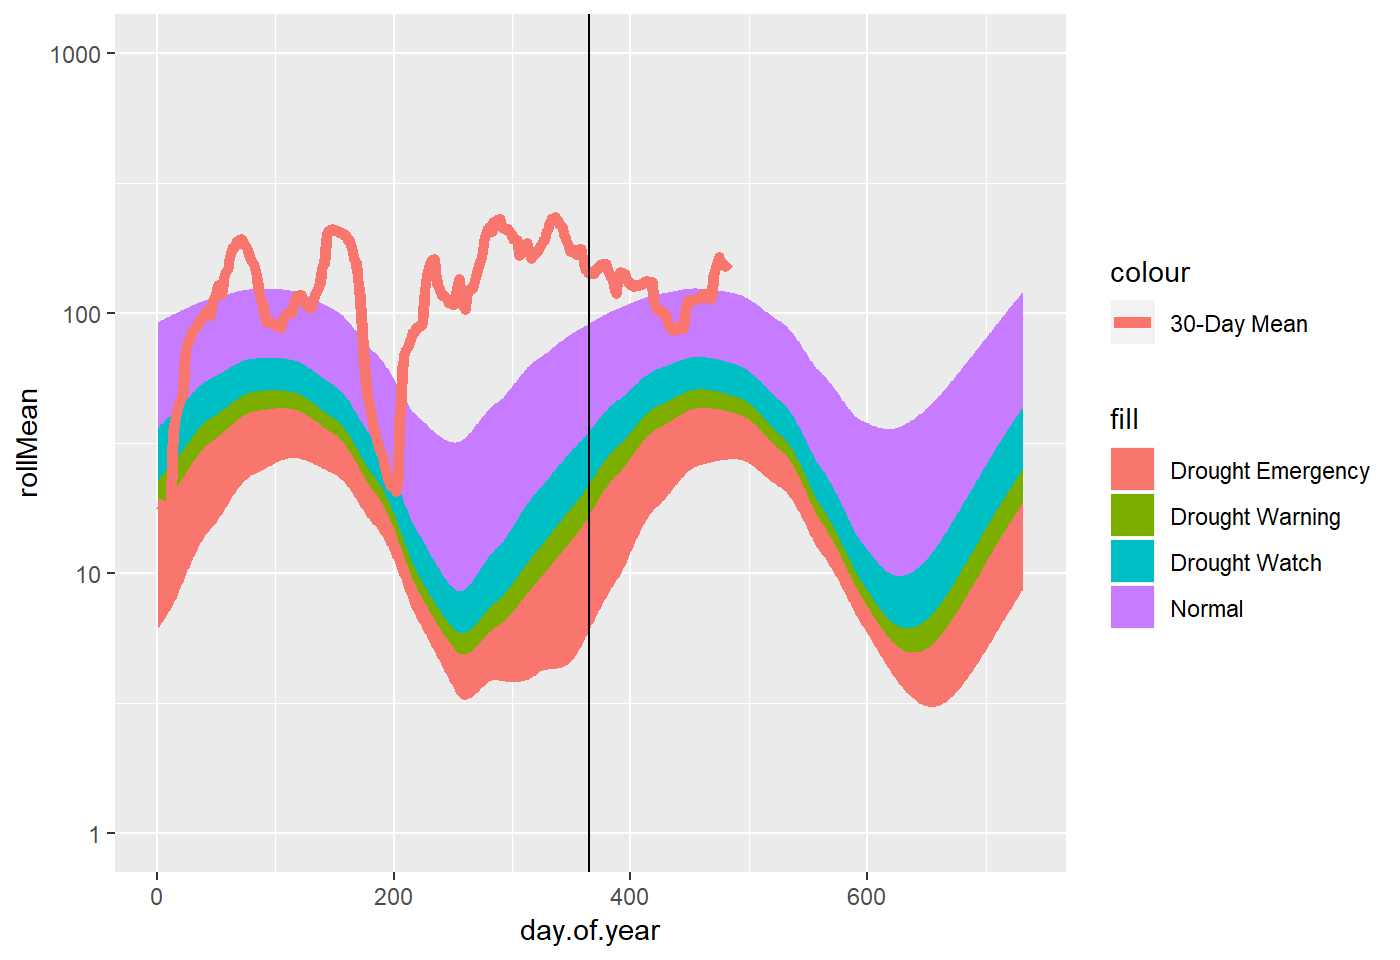 1000
100
10
1
rollMean
0
200
400
600
day.of.year
colour
30-Day Mean
fill
Drought Emergency
Drought Warning
Drought Watch
Normal